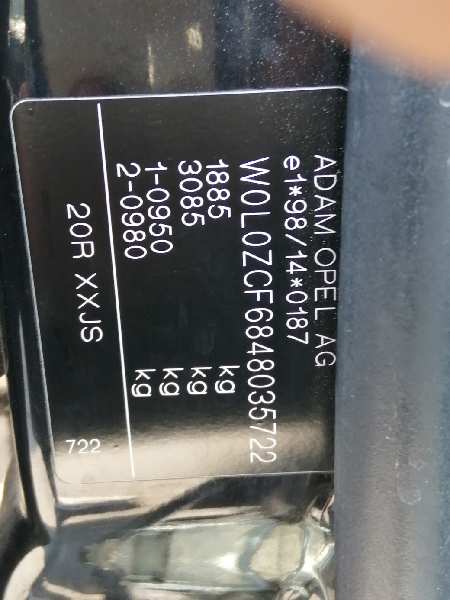 ADAM OPEL AG
e1*98/14*0187
W0L0ZCF6848035722
1885 kg
3085 kg
1-0950 kg
2-0980 kg
20R XXJS
722